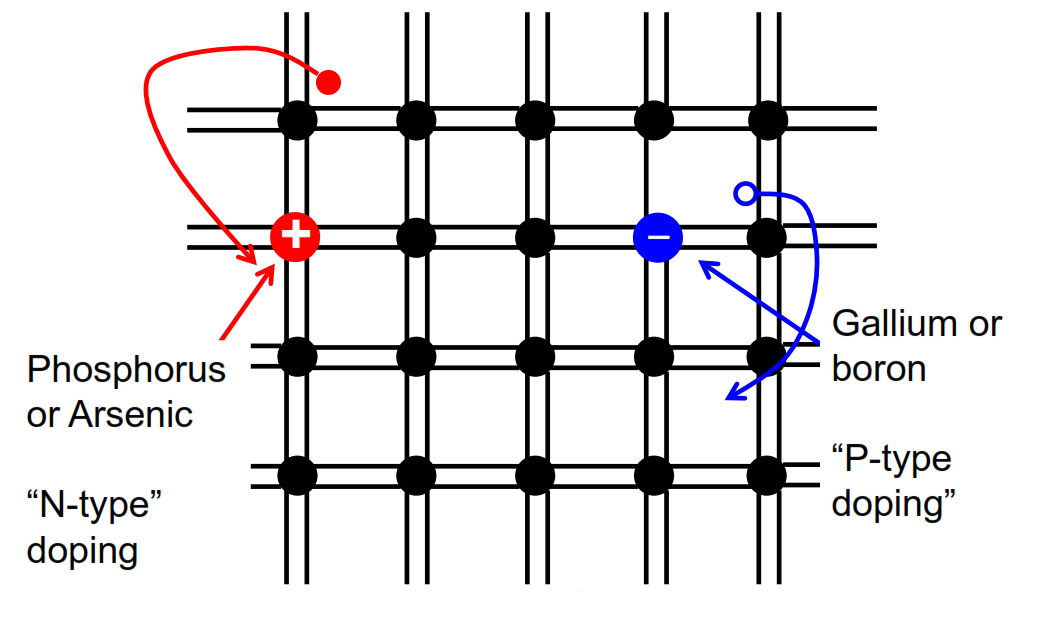 +
–
Gallium or
boron
Phosphorus
or Arsenic
“P-type
doping”
“N-type”
doping